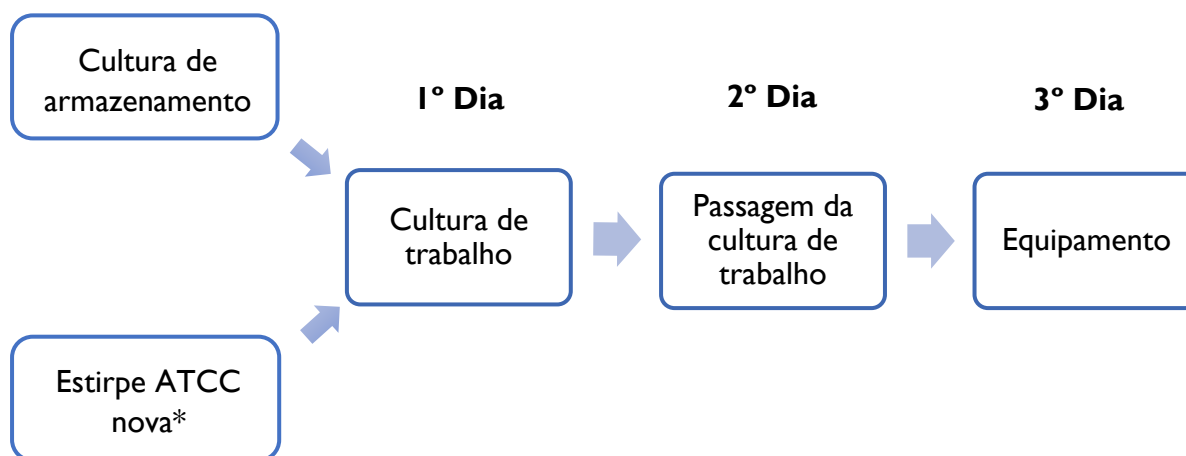 Cultura de
armazenamento
1º Dia
2º Dia
3º Dia
Cultura de
trabalho
Passagem da
cultura de
trabalho
Equipamento
Estirpe ATCC
nova*